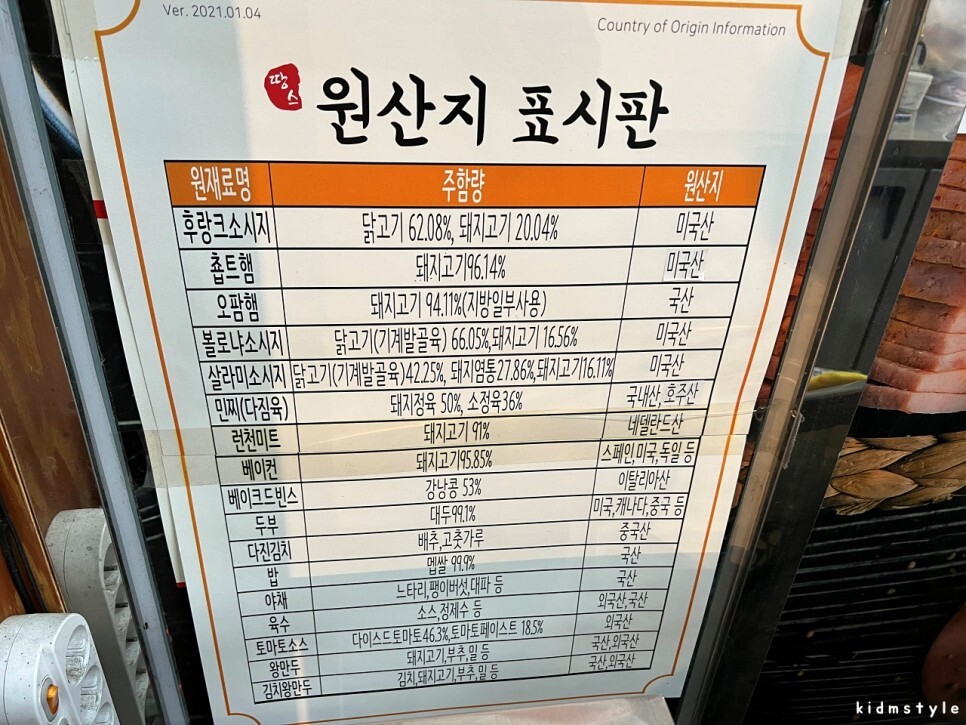 Ver. 2021.01.04
Country of Origin Information
땅스
원산지 표시판
원재료명 주함량 원산지
후랑크소시지 닭고기 62.08%, 돼지고기 20.04% 미국산
촙트햄 돼지고기96.14% 미국산
오팜햄 돼지고기 94.11%(지방일부사용) 국산
볼로냐소시지 닭고기(기계발골육) 66.05%,돼지고기 16.56% 미국산
살라미소시지 닭고기(기계발골육)42.25%, 돼지염통27.86%,돼지고기16.11% 미국산
민찌(다짐육) 돼지정육 50%, 소정육36% 국내산, 호주산
런천미트 돼지고기 91% 네델란드산
베이컨 돼지고기95.85% 스페인,미국,독일 등
베이크드빈스 강낭콩 53% 이탈리아산
두부 대두99.1% 미국,캐나다,중국 등
다진김치 배추,고춧가루 중국산
밥 멥쌀 99.9% 국산
야채 느타리,팽이버섯,대파 등 국산
육수 소스,정제수 등 외국산,국산
토마토소스 다이스드토마토46.3%,토마토페이스트 18.5% 외국산
왕만두 돼지고기,부추,밀 등 국산,외국산
김치왕만두 김치,돼지고기,부추,밀 등 국산,외국산
kidmstyle